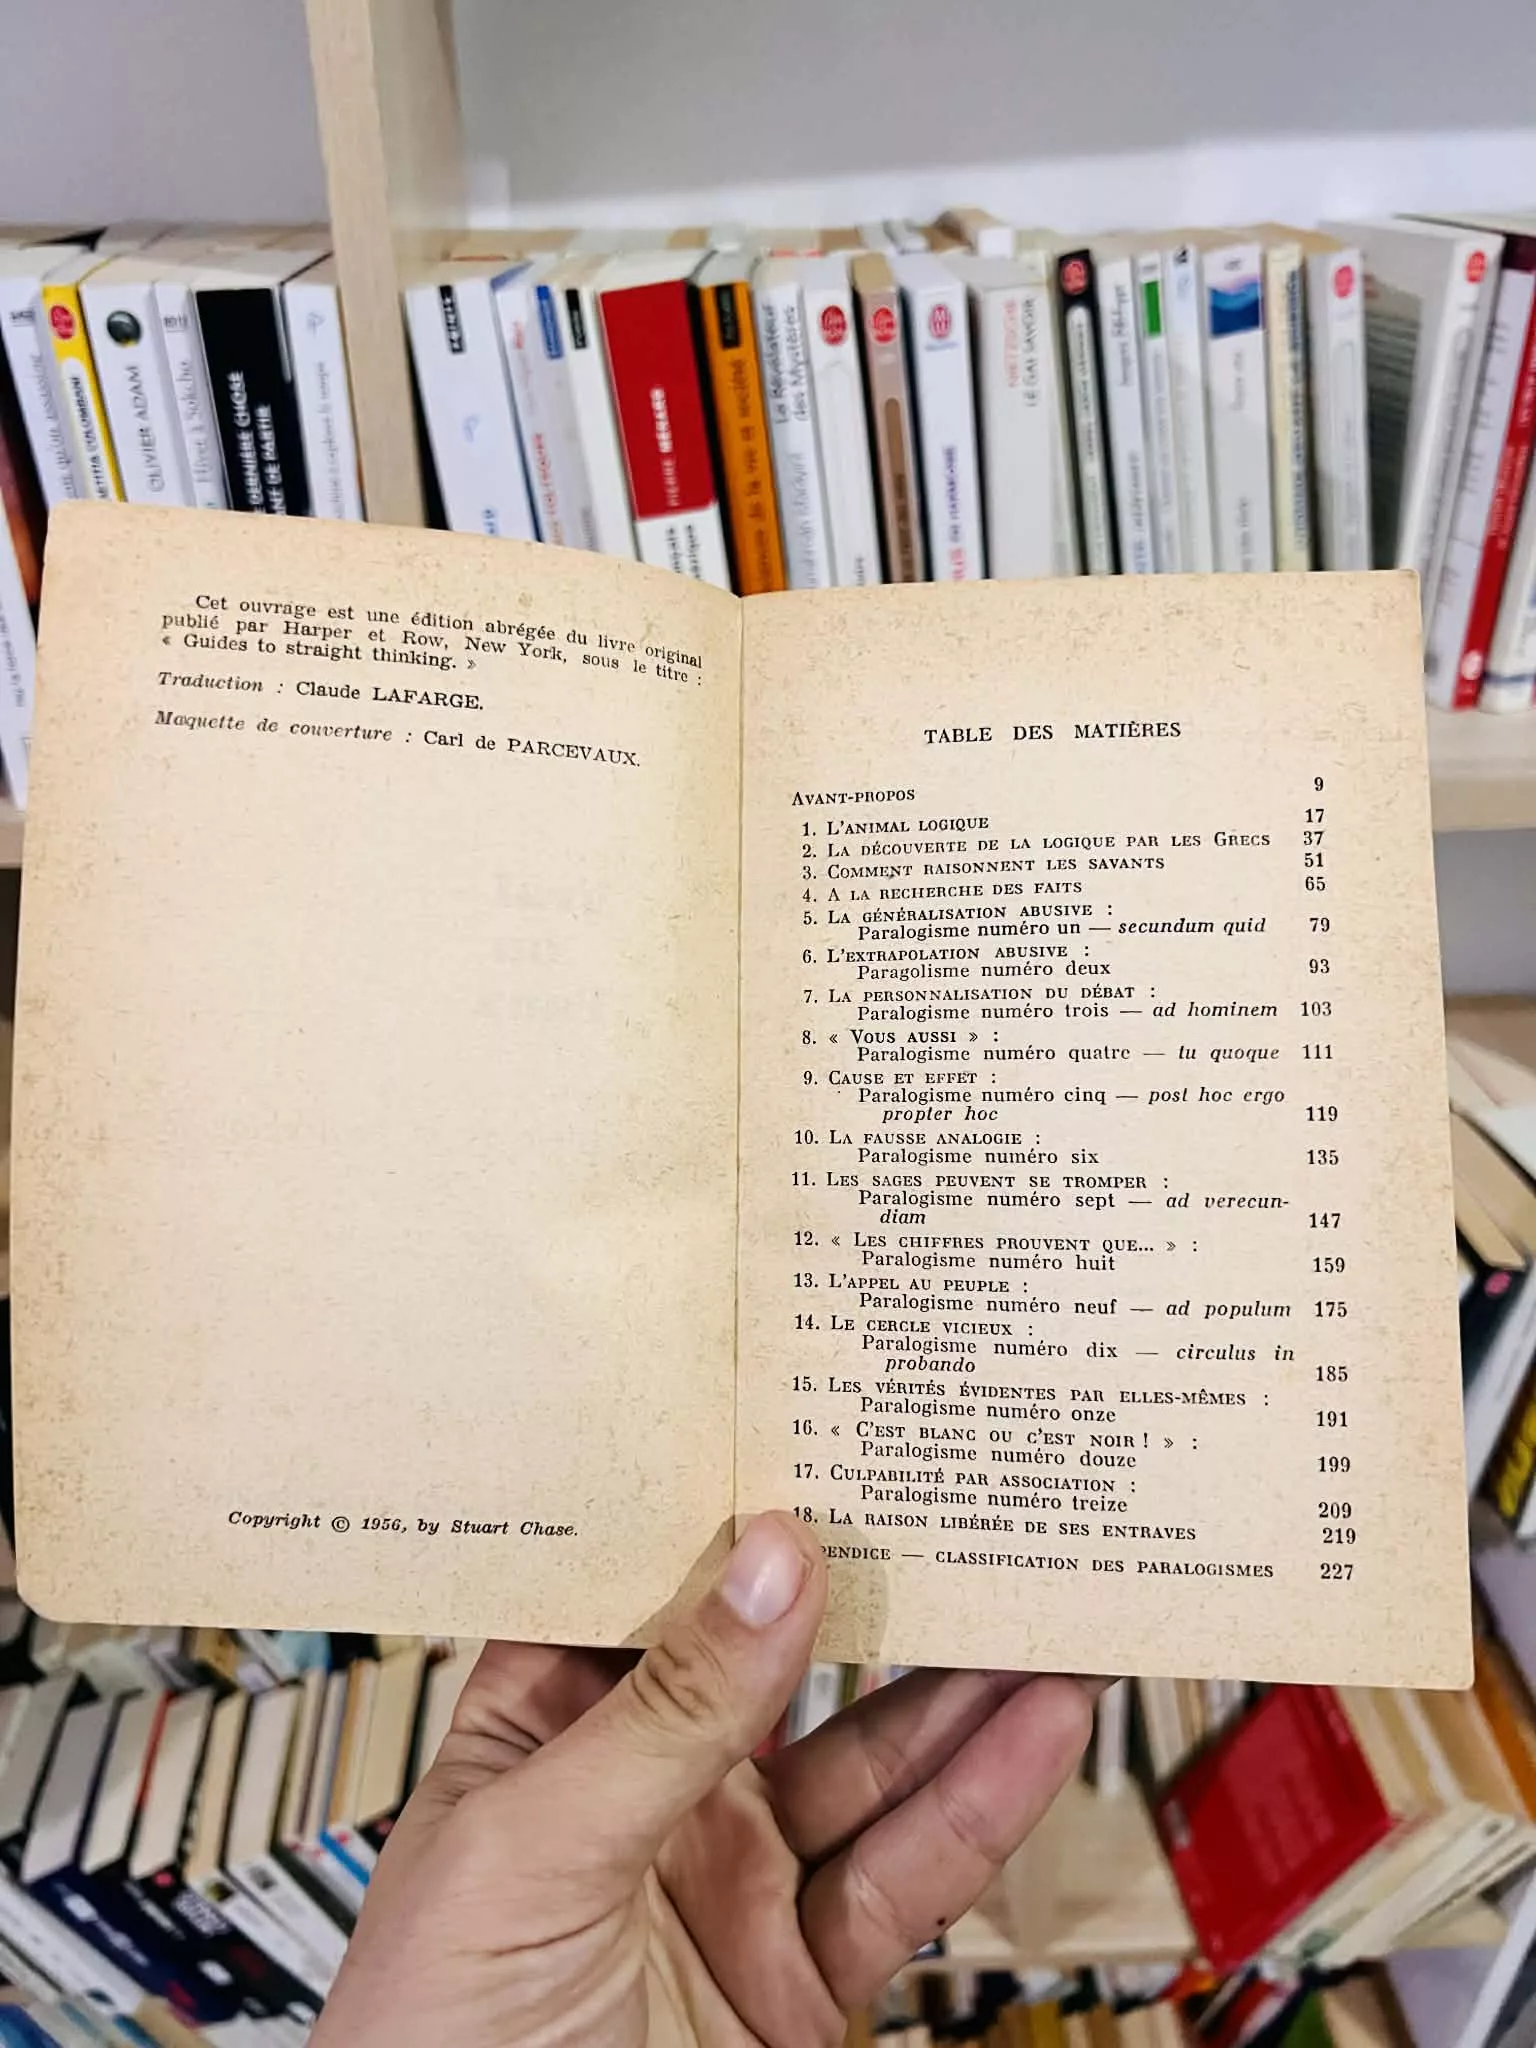 OLIVIER ADAM
PIERRE MÉNARD
NIETZSCHE
LE GAI SAVOIR
Cet ouvrage est une édition abrégée du livre original
publié par Harper et Row, New York, sous le titre :
« Guides to straight thinking. »
Traduction : Claude LAFARGE.
Maquette de couverture : Carl de PARCEVAUX.
Copyright © 1956, by Stuart Chase.
TABLE DES MATIÈRES
AVANT-PROPOS 9
1. L'ANIMAL LOGIQUE 17
2. LA DÉCOUVERTE DE LA LOGIQUE PAR LES GRECS 37
3. COMMENT RAISONNENT LES SAVANTS 51
4. A LA RECHERCHE DES FAITS 65
5. LA GÉNÉRALISATION ABUSIVE :
Paralogisme numéro un — secundum quid 79
6. L'EXTRAPOLATION ABUSIVE :
Paragolisme numéro deux 93
7. LA PERSONNALISATION DU DÉBAT :
Paralogisme numéro trois — ad hominem 103
8. « VOUS AUSSI » :
Paralogisme numéro quatre — tu quoque 111
9. CAUSE ET EFFET :
Paralogisme numéro cinq — post hoc ergo
propter hoc 119
10. LA FAUSSE ANALOGIE :
Paralogisme numéro six 135
11. LES SAGES PEUVENT SE TROMPER :
Paralogisme numéro sept — ad verecun-
diam 147
12. « LES CHIFFRES PROUVENT QUE... » :
Paralogisme numéro huit 159
13. L'APPEL AU PEUPLE :
Paralogisme numéro neuf — ad populum 175
14. LE CERCLE VICIEUX :
Paralogisme numéro dix — circulus in
probando 185
15. LES VÉRITÉS ÉVIDENTES PAR ELLES-MÊMES :
Paralogisme numéro onze 191
16. « C'EST BLANC OU C'EST NOIR ! » :
Paralogisme numéro douze 199
17. CULPABILITÉ PAR ASSOCIATION :
Paralogisme numéro treize 209
18. LA RAISON LIBÉRÉE DE SES ENTRAVES 219
PENDICE — CLASSIFICATION DES PARALOGISMES 227